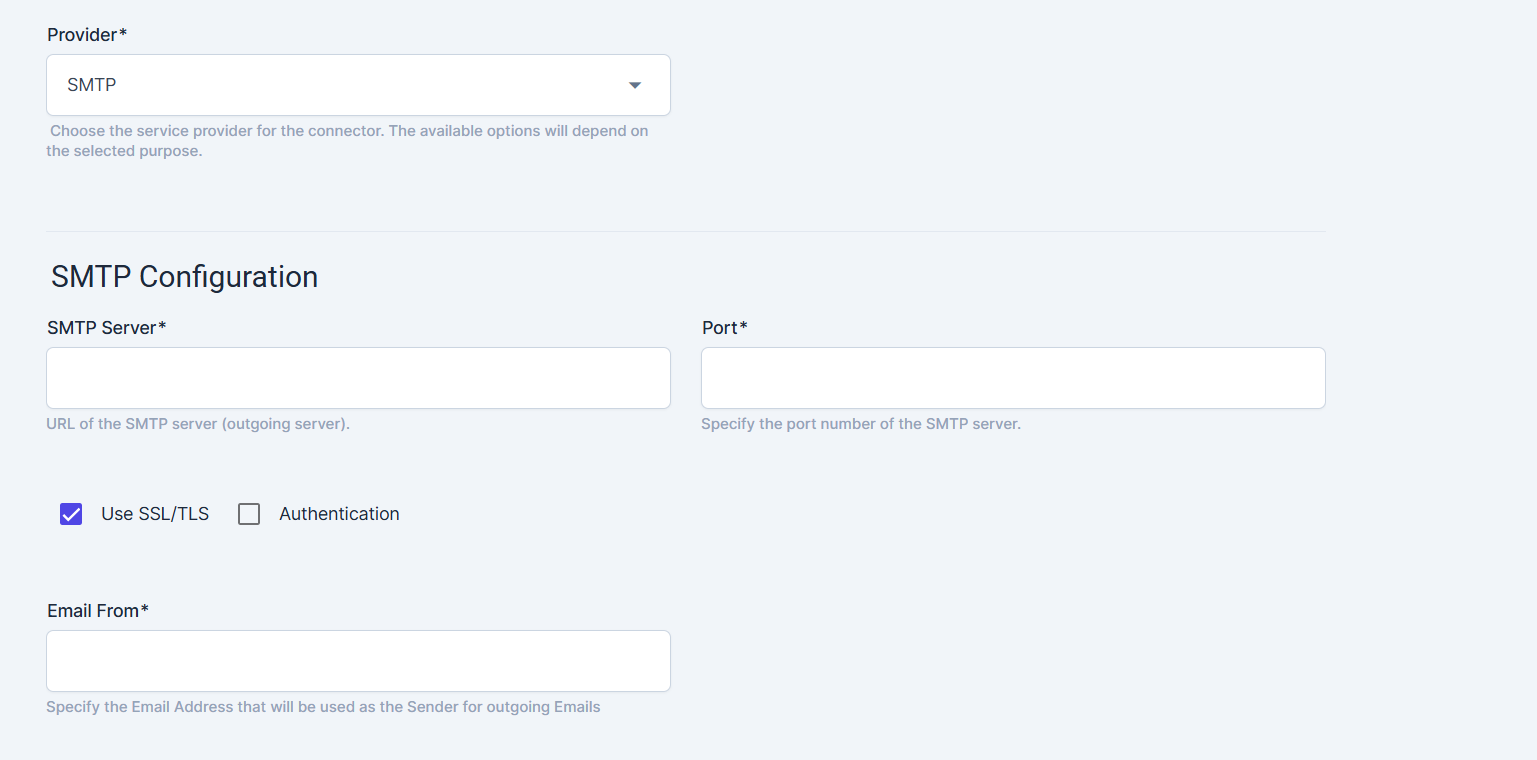 Provider*
SMTP
Choose the service provider for the connector. The available options will depend on
the selected purpose.
SMTP Configuration
SMTP Server*
Port*
URL of the SMTP server (outgoing server).
Specify the port number of the SMTP server.
Use SSL/TLS
Authentication
Email From*
Specify the Email Address that will be used as the Sender for outgoing Emails